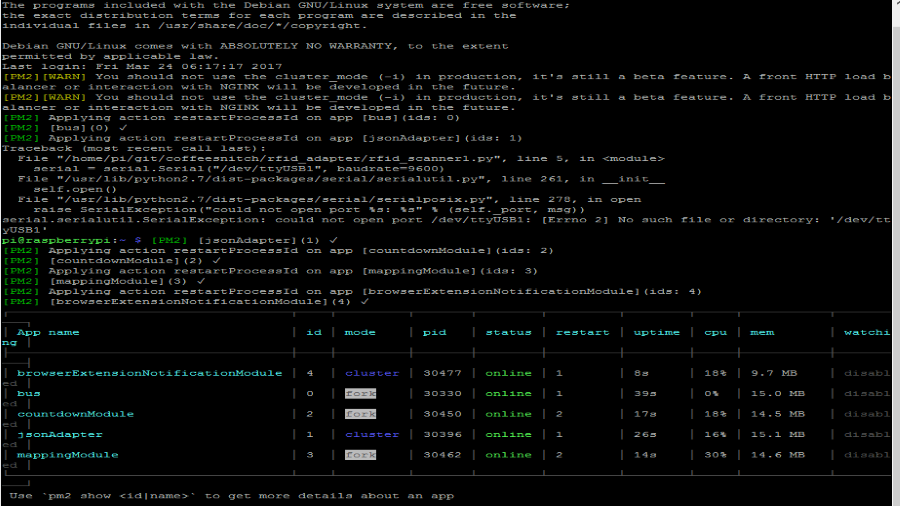 The programs included with the Debian GNU/Linux system are free software;
the exact distribution terms for each program are described in the
individual files in /usr/share/doc/*/copyright.
Debian GNU/Linux comes with ABSOLUTELY NO WARRANTY, to the extent
permitted by applicable law.
Last login: Fri Mar 24 06:17:17 2017
[PM2][WARN] You should not use the cluster_mode (-i) in production, it's still a beta feature. A front HTTP load b
alancer or interaction with NGINX will be developed in the future.
[PM2][WARN] You should not use the cluster_mode (-i) in production, it's still a beta feature. A front HTTP load b
alancer or interaction with NGINX will be developed in the future.
[PM2] Applying action restartProcessId on app [bus](ids: 0)
[PM2] [bus](0) ✓
[PM2] Applying action restartProcessId on app [jsonAdapter](ids: 1)
Traceback (most recent call last):
File "/home/pi/git/coffeesnitch/rfid_adapter/rfid_scanner1.py", line 5, in <module>
serial = serial.Serial("/dev/ttyUSB1", baudrate=9600)
File "/usr/lib/python2.7/dist-packages/serial/serialutil.py", line 261, in __init__
self.open()
File "/usr/lib/python2.7/dist-packages/serial/serialposix.py", line 278, in open
raise SerialException("could not open port %s: %s" % (self._port, msg))
serial.serialutil.SerialException: could not open port /dev/ttyUSB1: [Errno 2] No such file or directory: '/dev/tt
yUSB1'
pi@raspberrypi:~ $ [PM2] [jsonAdapter](1) ✓
[PM2] Applying action restartProcessId on app [countdownModule](ids: 2)
[PM2] [countdownModule](2) ✓
[PM2] Applying action restartProcessId on app [mappingModule](ids: 3)
[PM2] [mappingModule](3) ✓
[PM2] Applying action restartProcessId on app [browserExtensionNotificationModule](ids: 4)
[PM2] [browserExtensionNotificationModule](4) ✓
│ App name │ id │ mode │ pid │ status │ restart │ uptime │ cpu │ mem │ watchi
ng │
│ browserExtensionNotificationModule │ 4 │ cluster │ 30477 │ online │ 1 │ 8s │ 18% │ 9.7 MB │ disabl
ed │
│ bus │ 0 │ fork │ 30330 │ online │ 1 │ 39s │ 0% │ 15.0 MB │ disabl
ed │
│ countdownModule │ 2 │ fork │ 30450 │ online │ 2 │ 17s │ 18% │ 14.5 MB │ disabl
ed │
│ jsonAdapter │ 1 │ cluster │ 30396 │ online │ 1 │ 26s │ 16% │ 15.1 MB │ disabl
ed │
│ mappingModule │ 3 │ fork │ 30462 │ online │ 2 │ 14s │ 30% │ 14.6 MB │ disabl
ed │
Use `pm2 show <id|name>` to get more details about an app